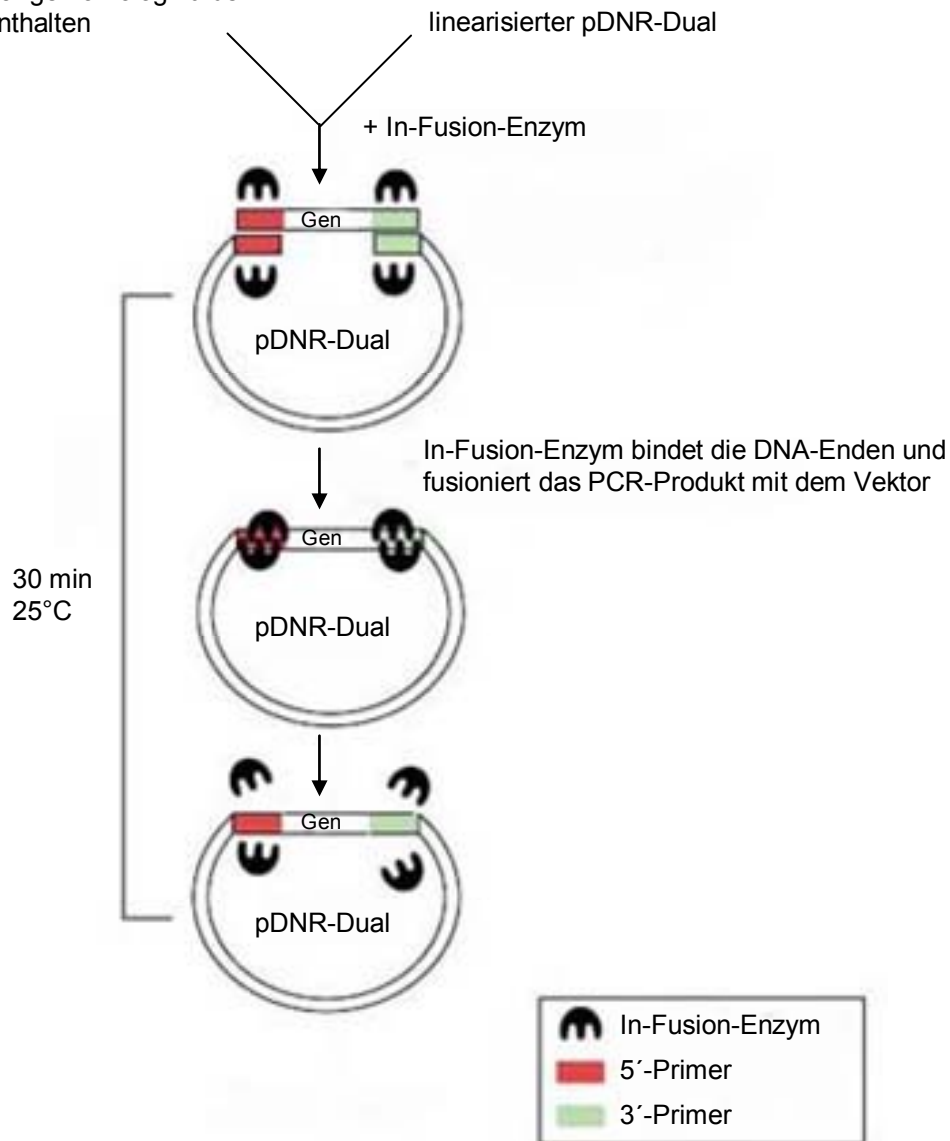 nthalten
linearisierter pDNR-Dual
+ In-Fusion-Enzym
Gen
pDNR-Dual
In-Fusion-Enzym bindet die DNA-Enden und
fusioniert das PCR-Produkt mit dem Vektor
Gen
30 min
25°C
pDNR-Dual
Gen
pDNR-Dual
In-Fusion-Enzym
5´-Primer
3´-Primer